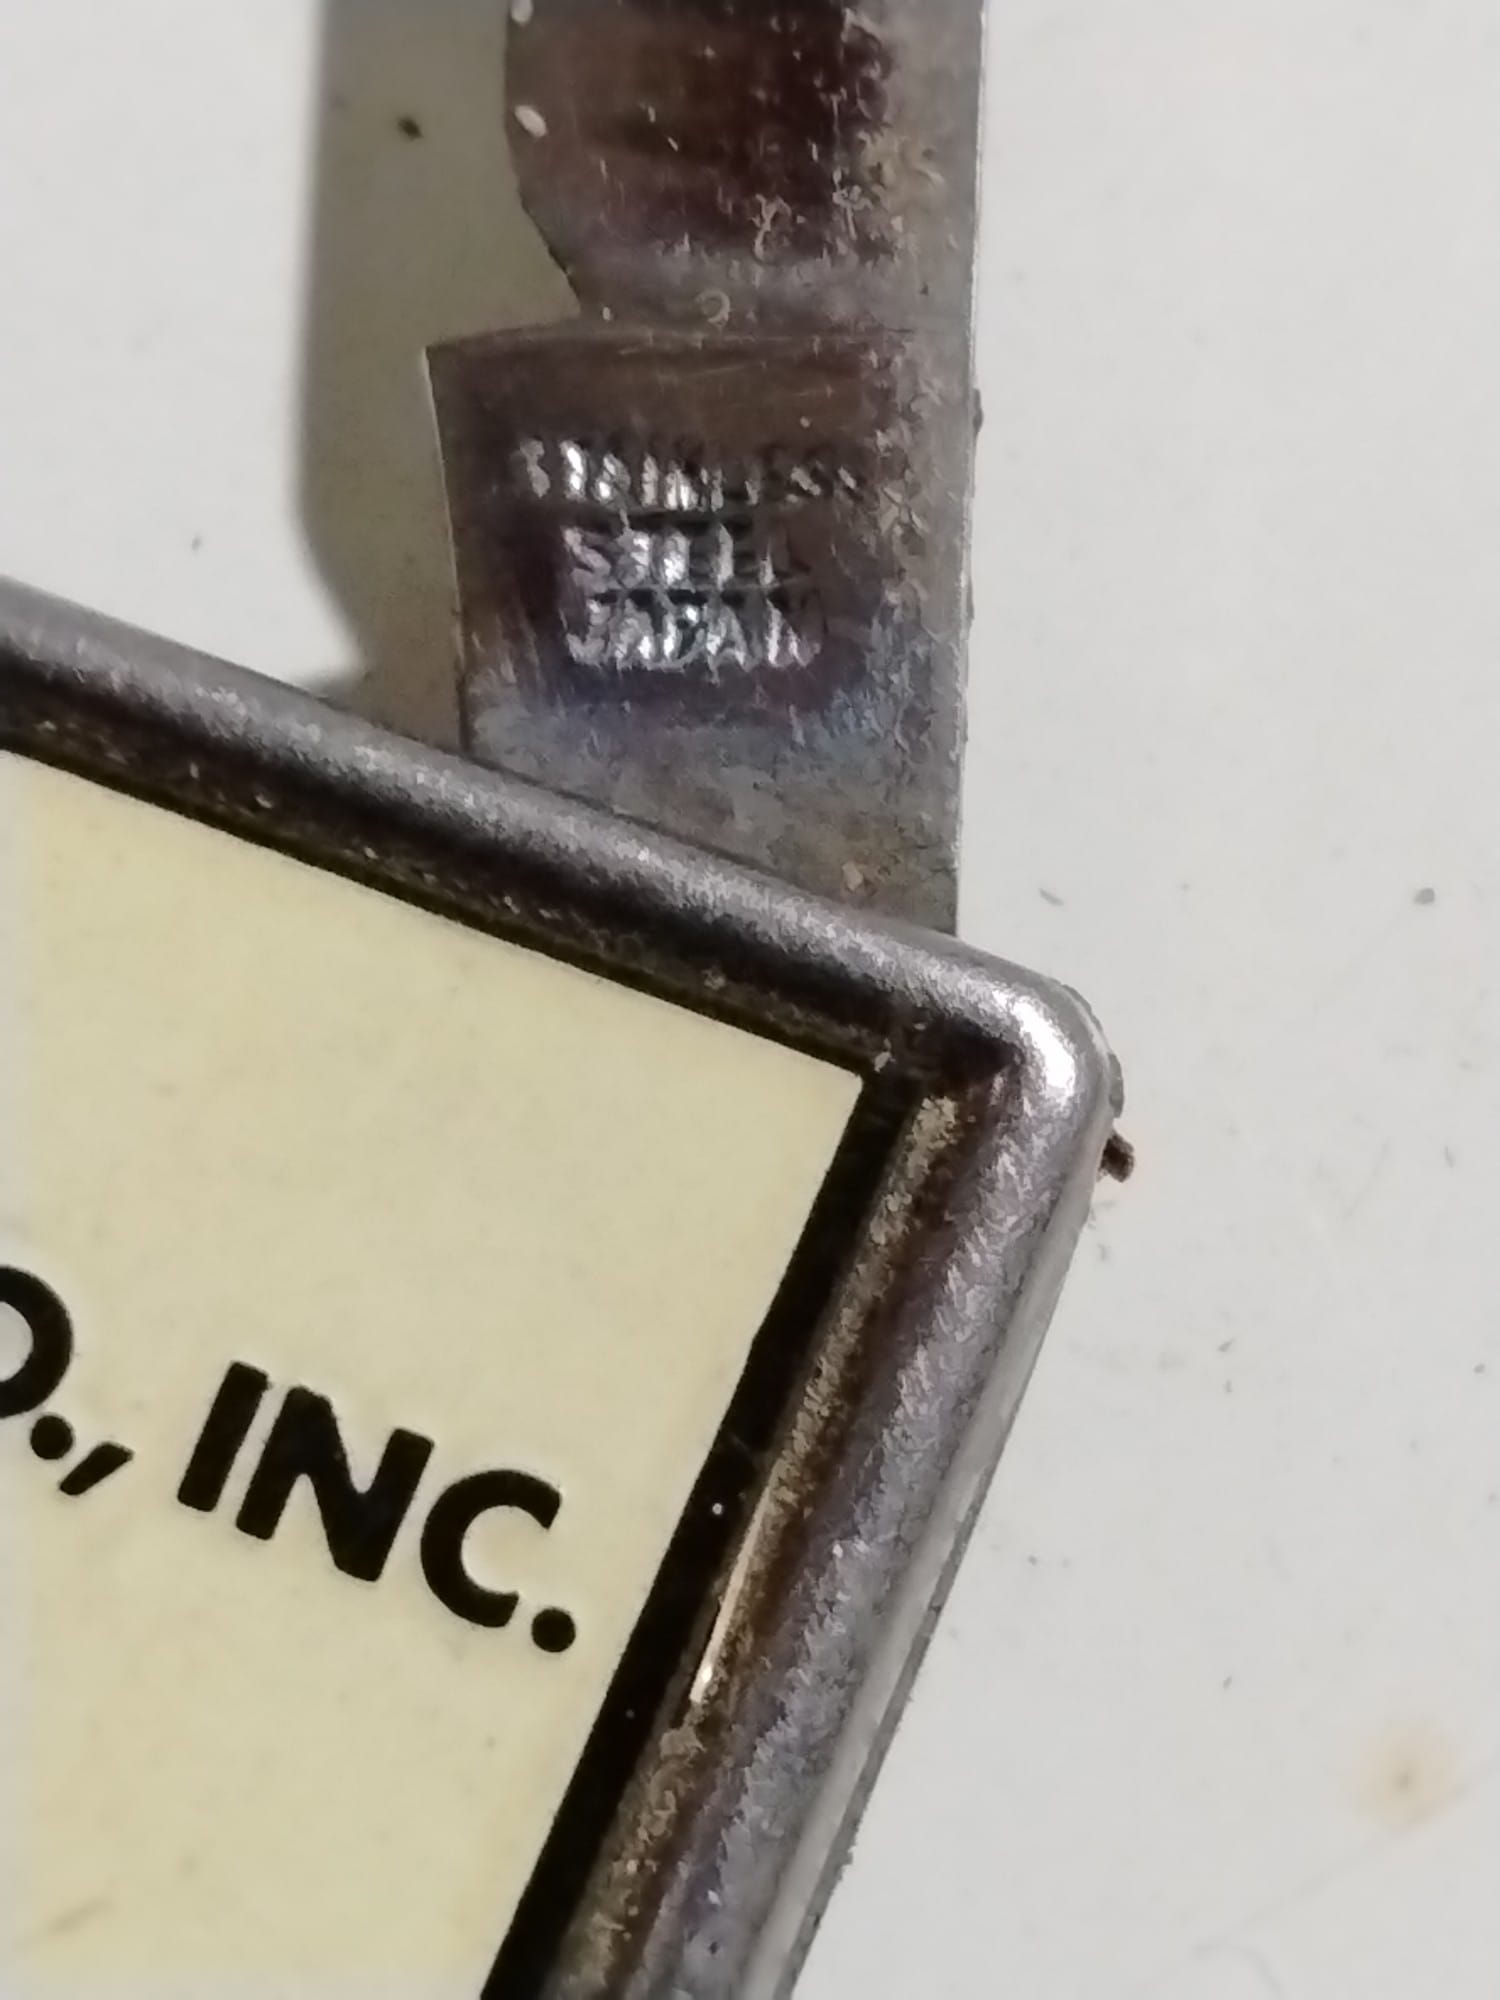 STAINLESS
STEEL
JAPAN
O., INC.